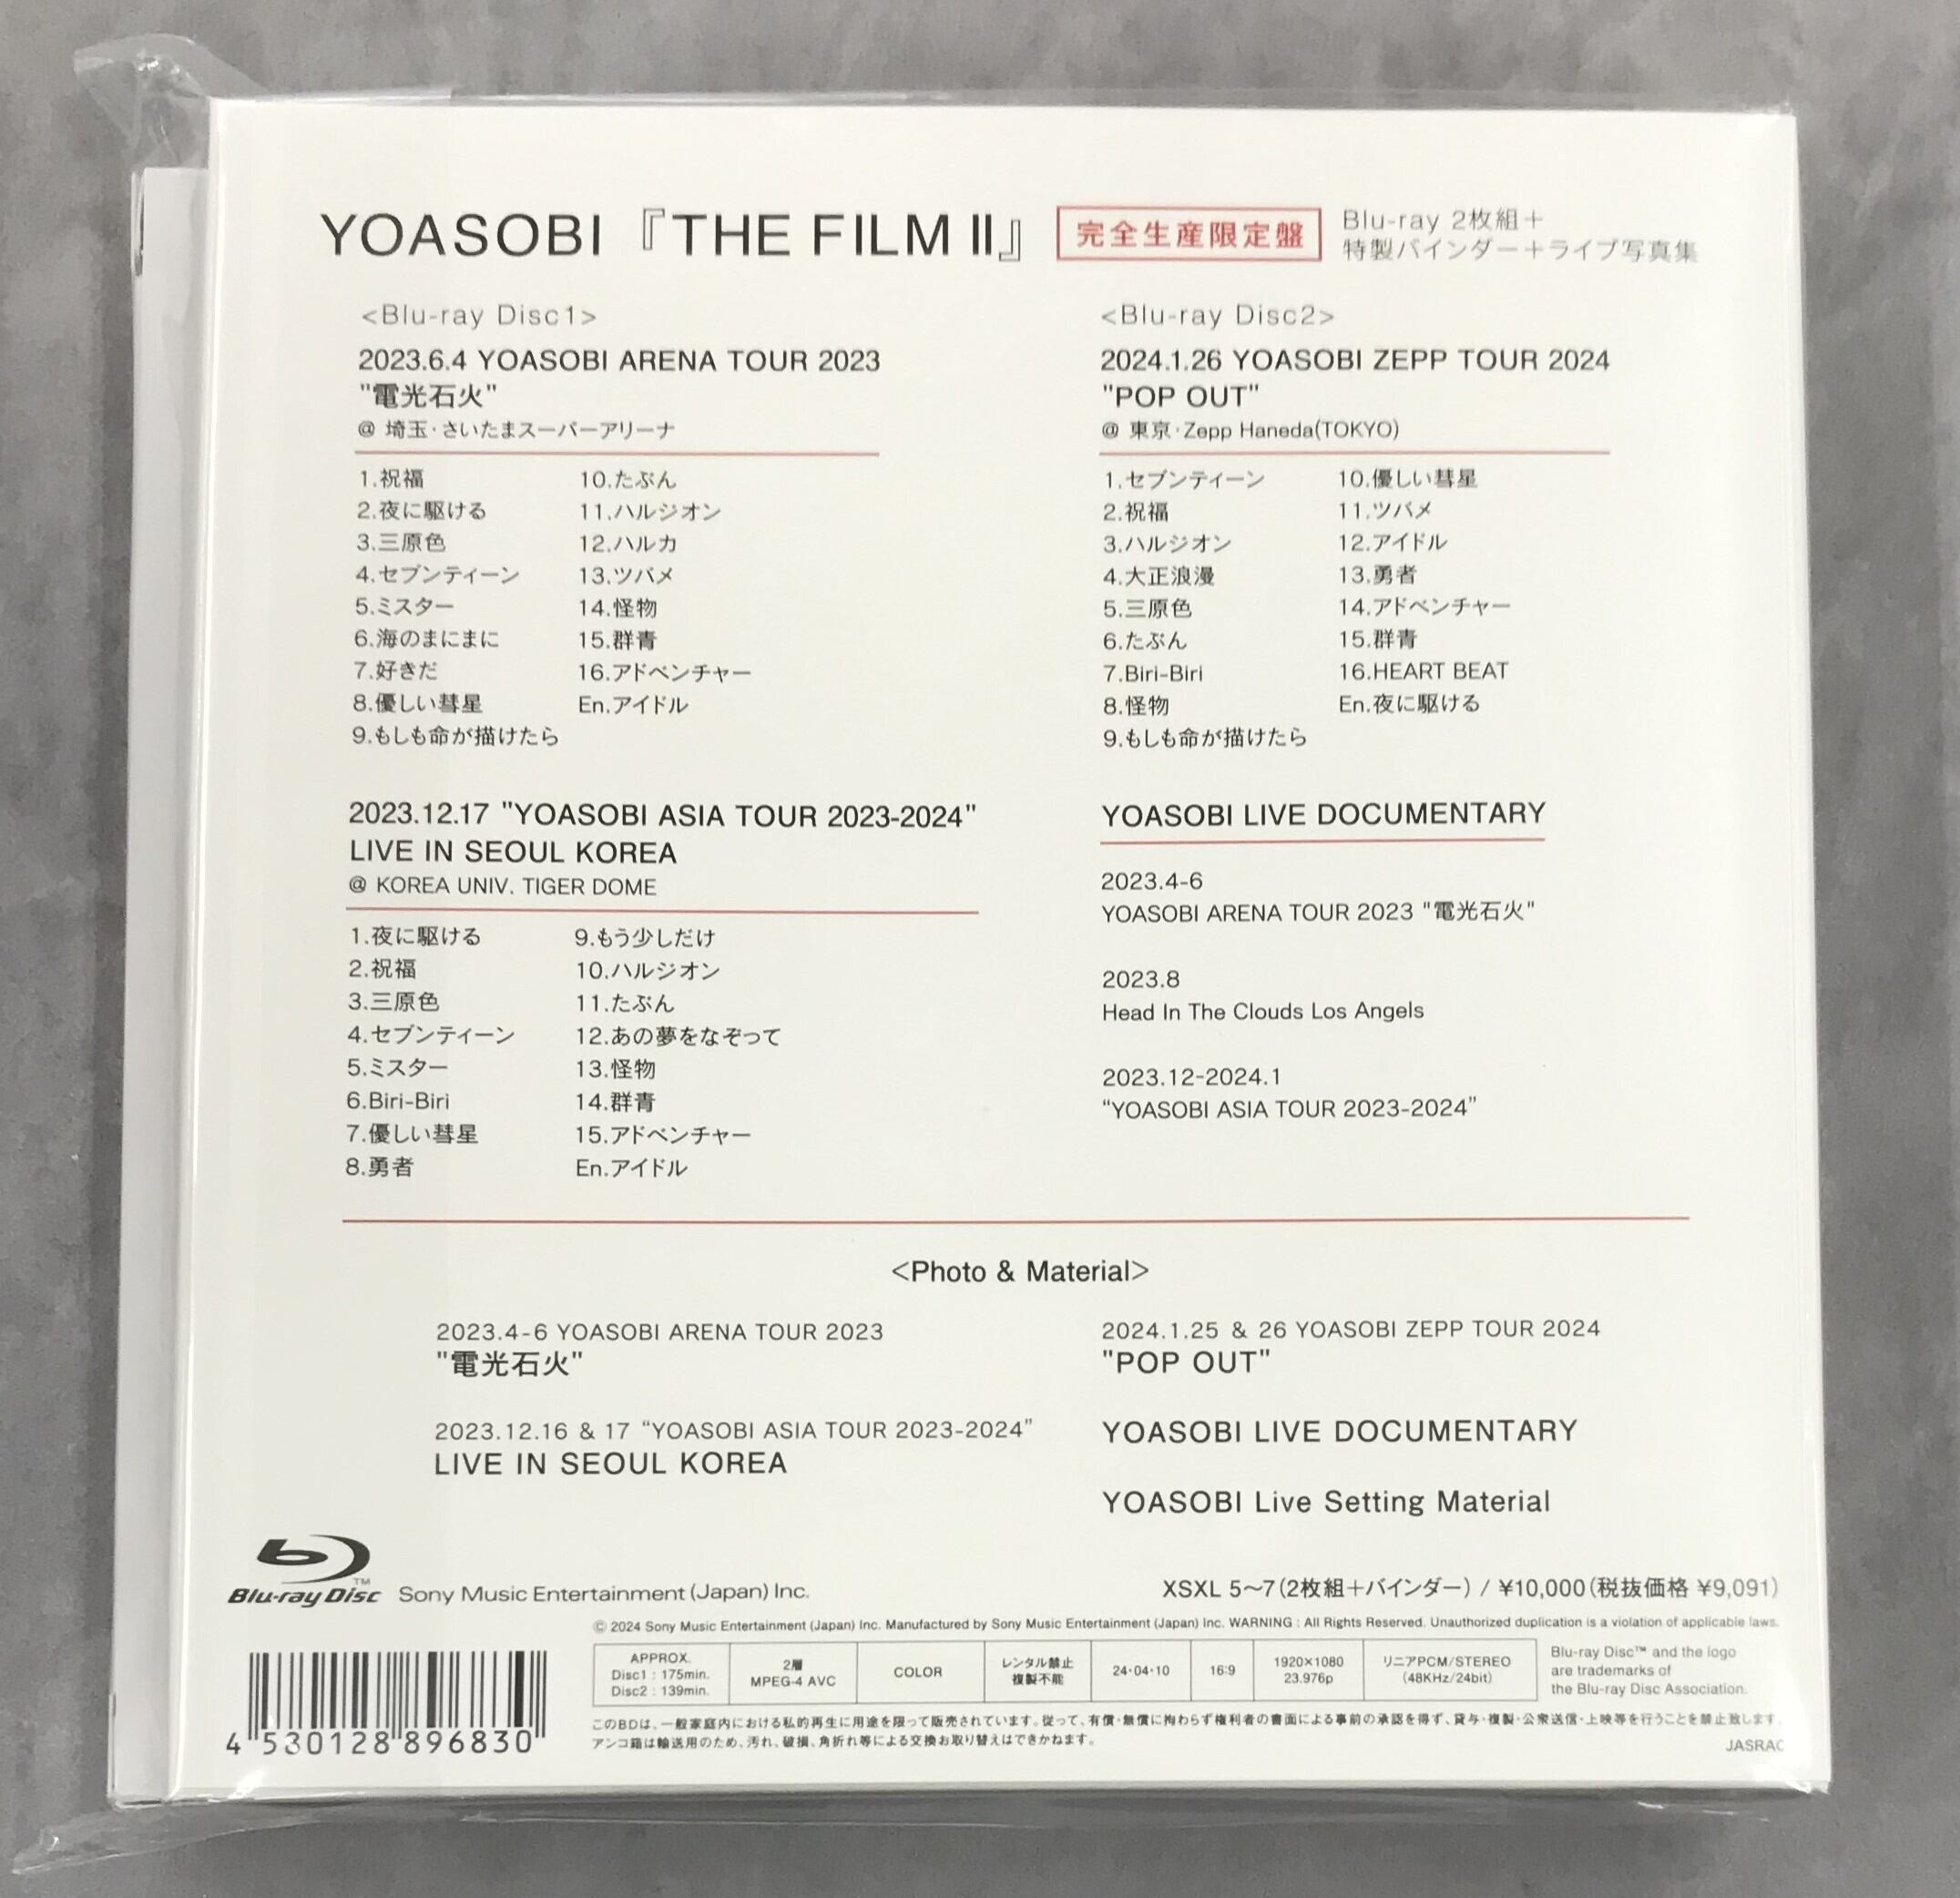 YOASOBI『THE FILM II』
完全生産限定盤
Blu-ray 2枚組＋
特製バインダー＋ライブ写真集
<Blu-ray Disc1>
2023.6.4 YOASOBI ARENA TOUR 2023
"電光石火"
@ 埼玉・さいたまスーパーアリーナ
1.祝福
2.夜に駆ける
3.三原色
4.セブンティーン
5.ミスター
6.海のまにまに
7.好きだ
8.優しい彗星
9.もしも命が描けたら
10.たぶん
11.ハルジオン
12.ハルカ
13.ツバメ
14.怪物
15.群青
16.アドベンチャー
En.アイドル
2023.12.17 "YOASOBI ASIA TOUR 2023-2024"
LIVE IN SEOUL KOREA
@ KOREA UNIV. TIGER DOME
1.夜に駆ける
2.祝福
3.三原色
4.セブンティーン
5.ミスター
6.Biri-Biri
7.優しい彗星
8.勇者
9.もう少しだけ
10.ハルジオン
11.たぶん
12.あの夢をなぞって
13.怪物
14.群青
15.アドベンチャー
En.アイドル
<Blu-ray Disc2>
2024.1.26 YOASOBI ZEPP TOUR 2024
"POP OUT"
@ 東京・Zepp Haneda(TOKYO)
1.セブンティーン
2.祝福
3.ハルジオン
4.大正浪漫
5.三原色
6.たぶん
7.Biri-Biri
8.怪物
9.もしも命が描けたら
10.優しい彗星
11.ツバメ
12.アイドル
13.勇者
14.アドベンチャー
15.群青
16.HEART BEAT
En.夜に駆ける
YOASOBI LIVE DOCUMENTARY
2023.4-6
YOASOBI ARENA TOUR 2023 "電光石火"
2023.8
Head In The Clouds Los Angels
2023.12-2024.1
“YOASOBI ASIA TOUR 2023-2024”
<Photo & Material>
2023.4-6 YOASOBI ARENA TOUR 2023
"電光石火"
2023.12.16 & 17 “YOASOBI ASIA TOUR 2023-2024”
LIVE IN SEOUL KOREA
2024.1.25 & 26 YOASOBI ZEPP TOUR 2024
"POP OUT"
YOASOBI LIVE DOCUMENTARY
YOASOBI Live Setting Material
Blu-ray Disc™
Sony Music Entertainment (Japan) Inc.
XSXL 5〜7(2枚組＋バインダー) / ¥10,000(税抜価格 ¥9,091)
© 2024 Sony Music Entertainment (Japan) Inc. Manufactured by Sony Music Entertainment (Japan) Inc. WARNING : All Rights Reserved. Unauthorized duplication is a violation of applicable laws.
APPROX.
Disc1 : 175min.
Disc2 : 139min.
2層
MPEG-4 AVC
COLOR
レンタル禁止
複製不能
24・04・10
16:9
1920×1080
23.976p
リニアPCM/STEREO
(48KHz/24bit)
Blu-ray Disc™ and the logo
are trademarks of
the Blu-ray Disc Association.
このBDは、一般家庭内における私的再生に用途を限って販売されています。従って、有償・無償に拘わらず権利者の書面による事前の承認を得ず、貸与・複製・公衆送信・上映等を行うことを禁止致します。
アンコ箱は輸送用のため、汚れ、破損、角折れ等による交換お取り替えはできかねます。
JASRAC
4 530128 896830